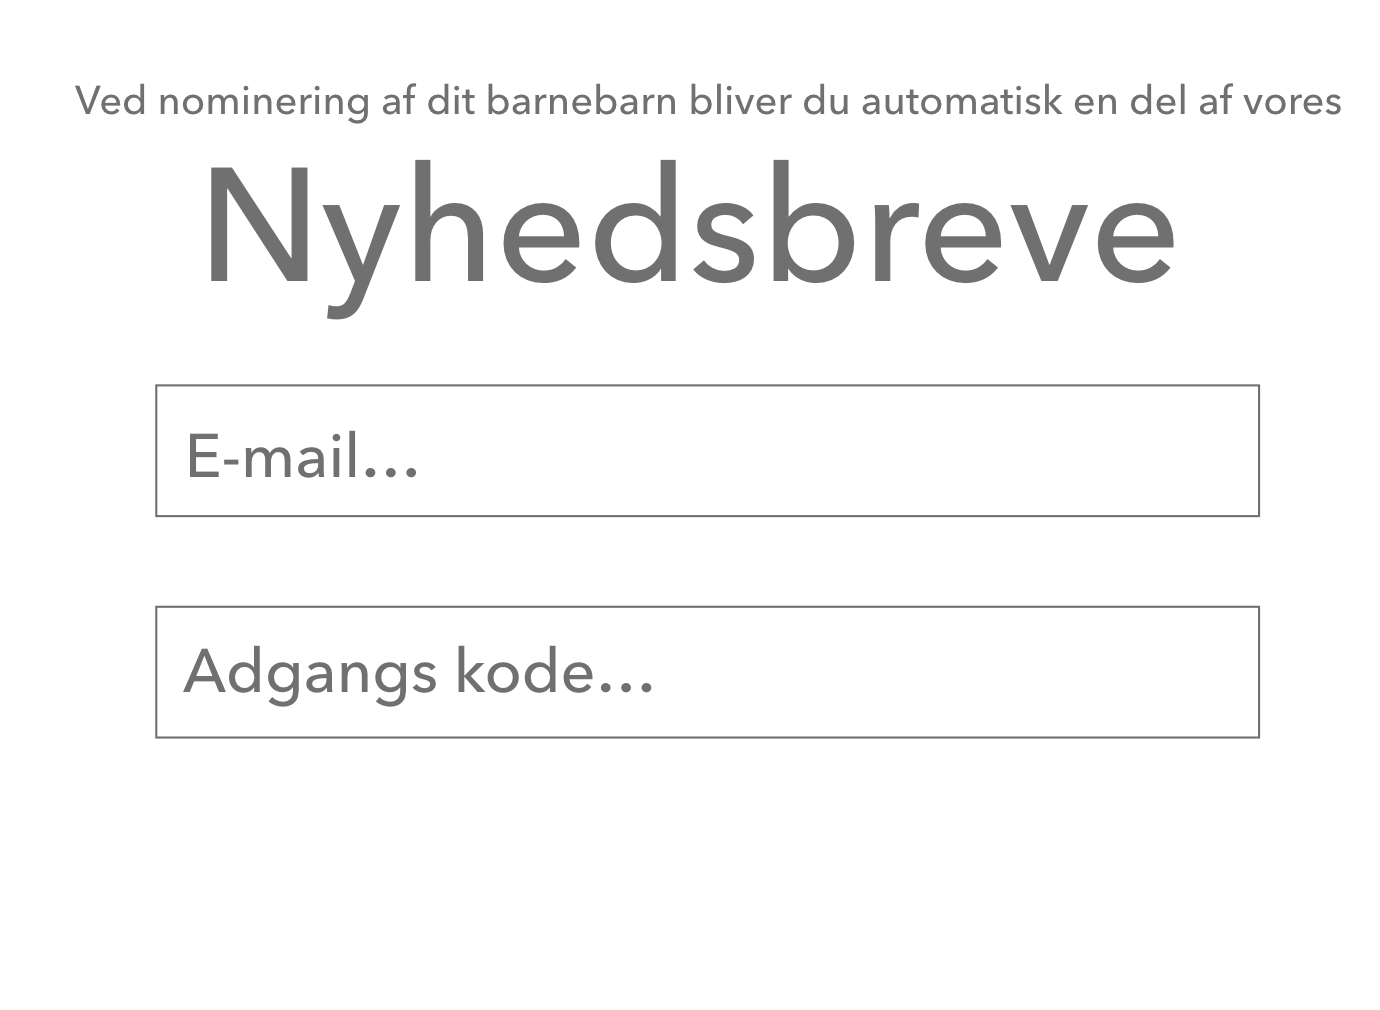 Ved nominering af dit barnebarn bliver du automatisk en del af vores
Nyhedsbreve
E-mail...
Adgangs kode...